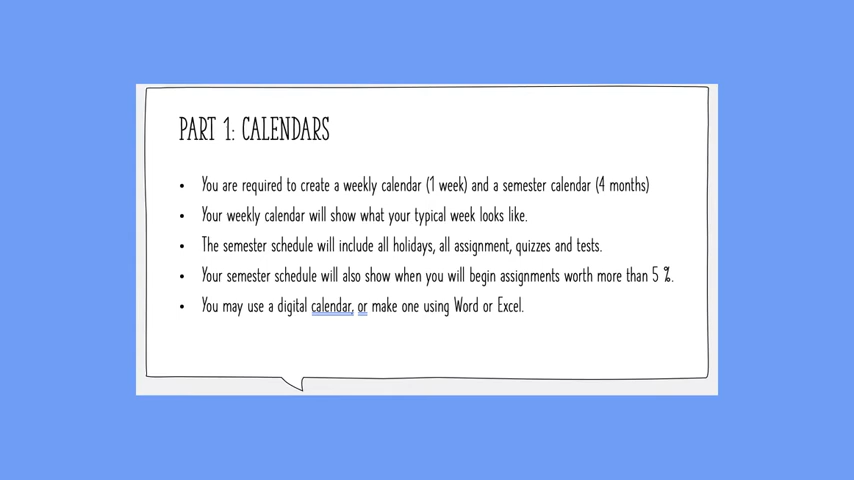 PART 1: CALENDARS
• You are required to create a weekly calendar (1 week) and a semester calendar (4 months)
• Your weekly calendar will show what your typical week looks like.
• The semester schedule will include all holidays, all assignment, quizzes and tests.
• Your semester schedule will also show when you will begin assignments worth more than 5 %.
• You may use a digital calendar, or make one using Word or Excel.